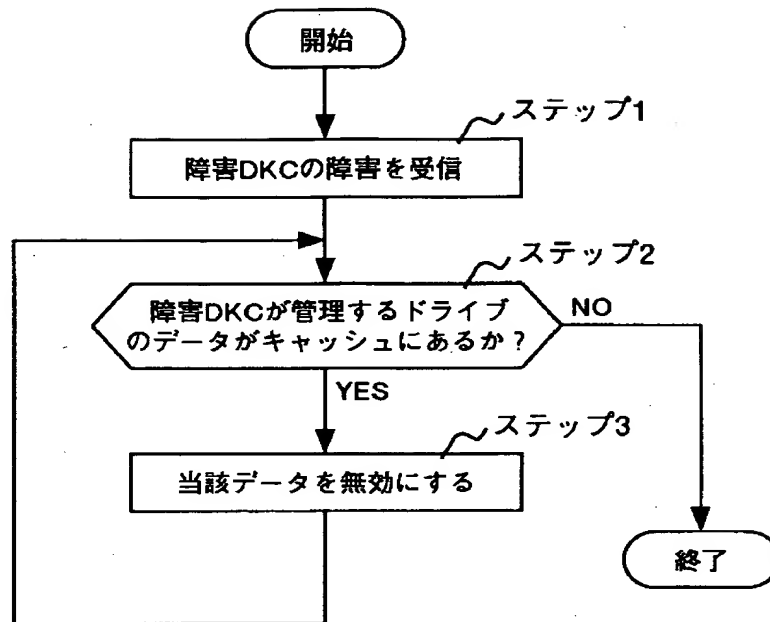 開始
ステップ1
障害DKCの障害を受信
ステップ2
障害DKCが管理するドライブ
のデータがキャッシュにあるか?
NO
YES
ステップ3
当該データを無効にする
終了